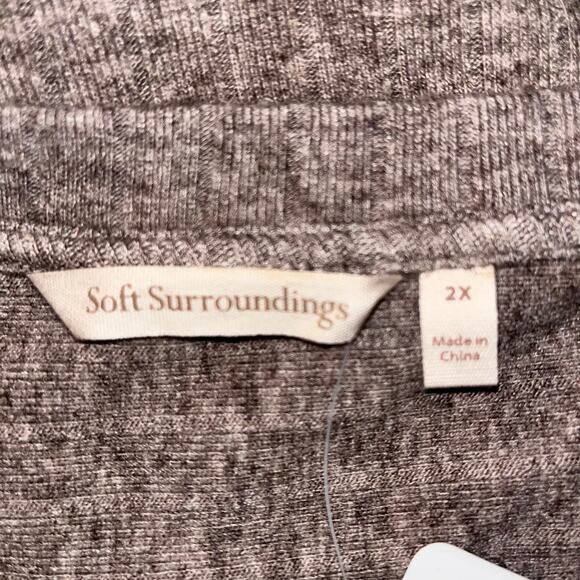 Soft Surroundings
2X
Made in
China